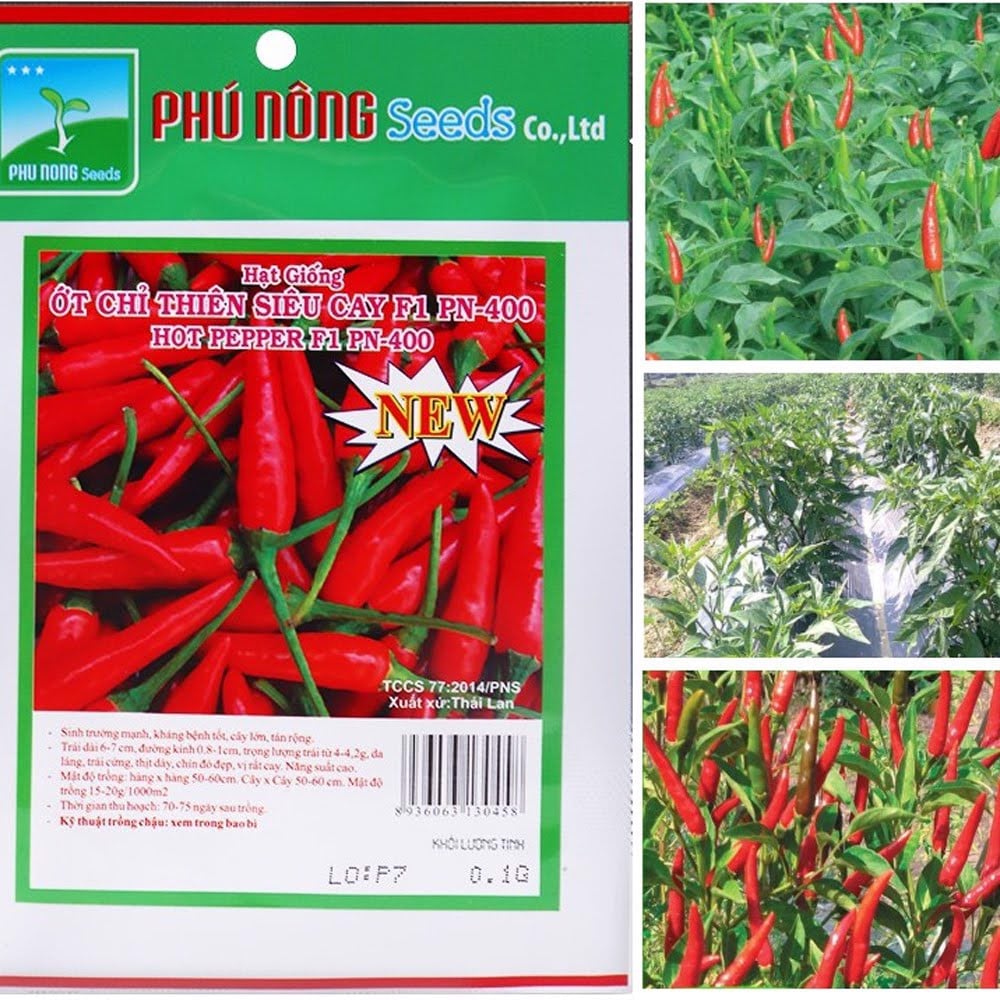 PHÚ NÔNG Seeds Co.,Ltd
PHU NONG Seeds
Hạt Giống
ỚT CHỈ THIÊN SIÊU CAY F1 PN-400
HOT PEPPER F1 PN-400
NEW
TCCS 77:2014/PNS
Xuất xứ:Thái Lan
- Sinh trưởng mạnh, kháng bệnh tốt, cây lớn, tán rộng.
- Trái dài 6-7 cm, đường kính 0,8-1cm, trọng lượng trái từ 4-4,2g, da
láng, trái cứng, thịt dày, chín đỏ đẹp, vị rất cay. Năng suất cao.
- Mật độ trồng: hàng x hàng 50-60cm. Cây x Cây 50-60 cm. Mật độ
trồng 15-20g/ 1000m2
- Thời gian thu hoạch: 70-75 ngày sau trồng.
- Kỹ thuật trồng chậu: xem trong bao bì
8 936063 130458
KHỐI LƯỢNG TỊNH
LO:P7 0.1G